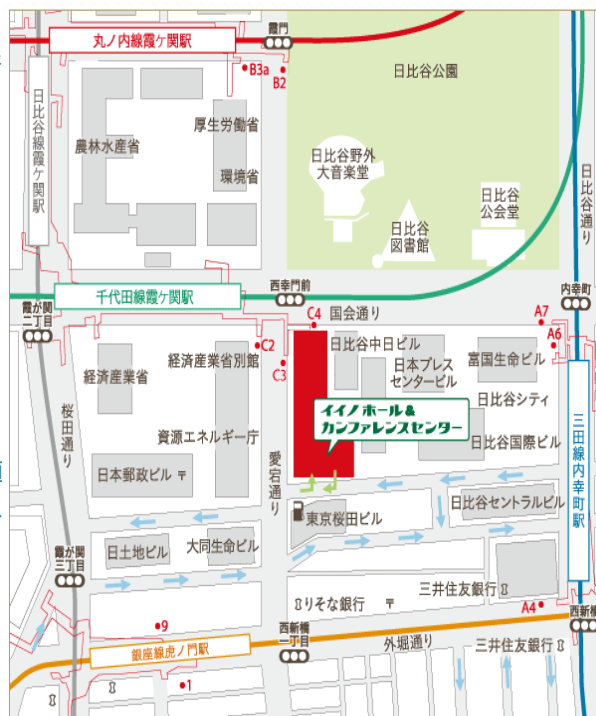 霞門
丸ノ内線霞ケ関駅
B3a
B2
日比谷公園
日比谷線霞ケ関駅
厚生労働省
農林水産省
環境省
日比谷野外
大音楽堂
日比谷
公会堂
日比谷
図書館
日比谷通り
西幸門前
千代田線霞ケ関駅
内幸町
霞が関
二丁目
C4
国会通り
A7
A6
C2
C3
経済産業省別館
経済産業省
日比谷中日ビル
日本プレス
センタービル
富国生命ビル
日比谷シティ
イイノホール&
カンファレンスセンター
桜田通り
資源エネルギー庁
愛宕通り
日比谷国際ビル
三田線内幸町駅
日本郵政ビル 〒
日比谷セントラルビル
東京桜田ビル
日土地ビル
大同生命ビル
霞が関
三丁目
三井住友銀行
りそな銀行
〒
A4
9
西新橋
一丁目
西新橋
銀座線虎ノ門駅
外堀通り
三井住友銀行
1